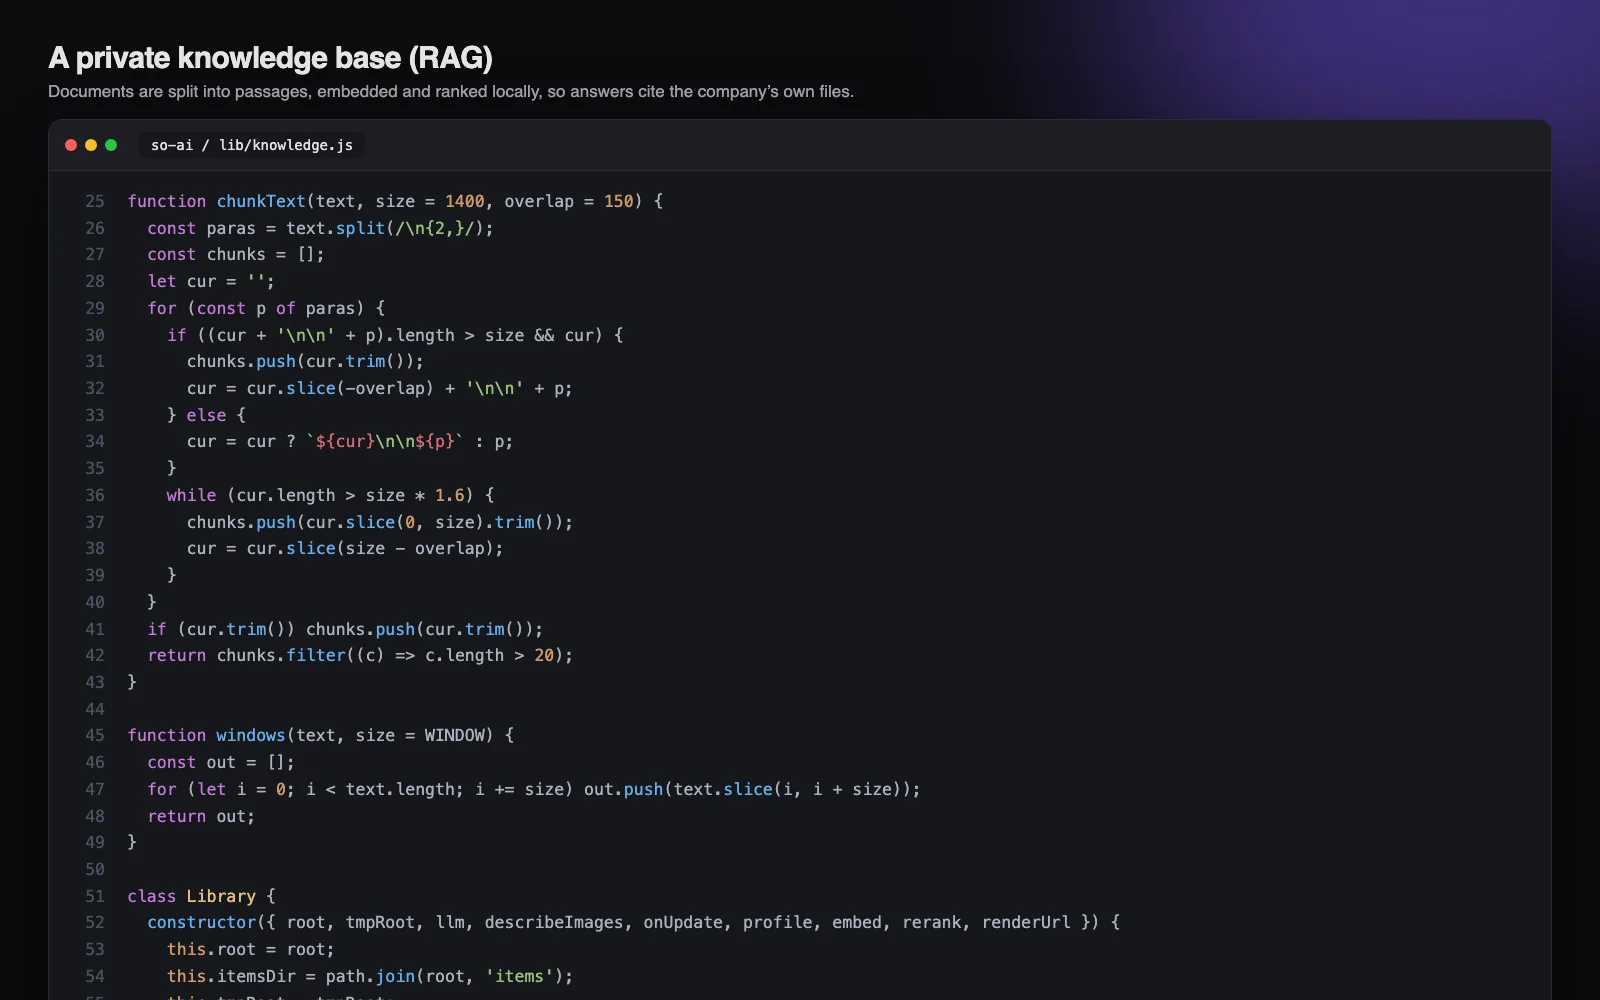 A private knowledge base (RAG)
Documents are split into passages, embedded and ranked locally, so answers cite the company’s own files.
so-ai / lib/knowledge.js
25 function chunkText(text, size = 1400, overlap = 150) {
26   const paras = text.split(/\n{2,}/);
27   const chunks = [];
28   let cur = '';
29   for (const p of paras) {
30     if ((cur + '\n\n' + p).length > size && cur) {
31       chunks.push(cur.trim());
32       cur = cur.slice(-overlap) + '\n\n' + p;
33     } else {
34       cur = cur ? `${cur}\n\n${p}` : p;
35     }
36     while (cur.length > size * 1.6) {
37       chunks.push(cur.slice(0, size).trim());
38       cur = cur.slice(size - overlap);
39     }
40   }
41   if (cur.trim()) chunks.push(cur.trim());
42   return chunks.filter((c) => c.length > 20);
43 }
44
45 function windows(text, size = WINDOW) {
46   const out = [];
47   for (let i = 0; i < text.length; i += size) out.push(text.slice(i, i + size));
48   return out;
49 }
50
51 class Library {
52   constructor({ root, tmpRoot, llm, describeImages, onUpdate, profile, embed, rerank, renderUrl }) {
53     this.root = root;
54     this.itemsDir = path.join(root, 'items');